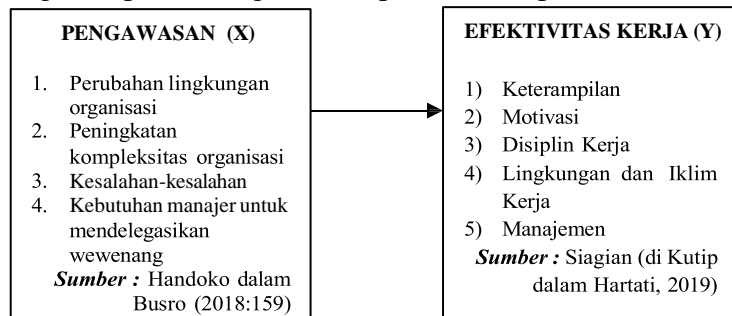 PENGAWASAN (X)
1. Perubahan lingkungan
organisasi
2. Peningkatan
kompleksitas organisasi
3. Kesalahan-kesalahan
4. Kebutuhan manajer untuk
mendelegasikan
wewenang
Sumber : Handoko dalam
Busro (2018:159)
EFEKTIVITAS KERJA (Y)
1) Keterampilan
2) Motivasi
3) Disiplin Kerja
4) Lingkungan dan Iklim
Kerja
5) Manajemen
Sumber : Siagian (di Kutip
dalam Hartati, 2019)